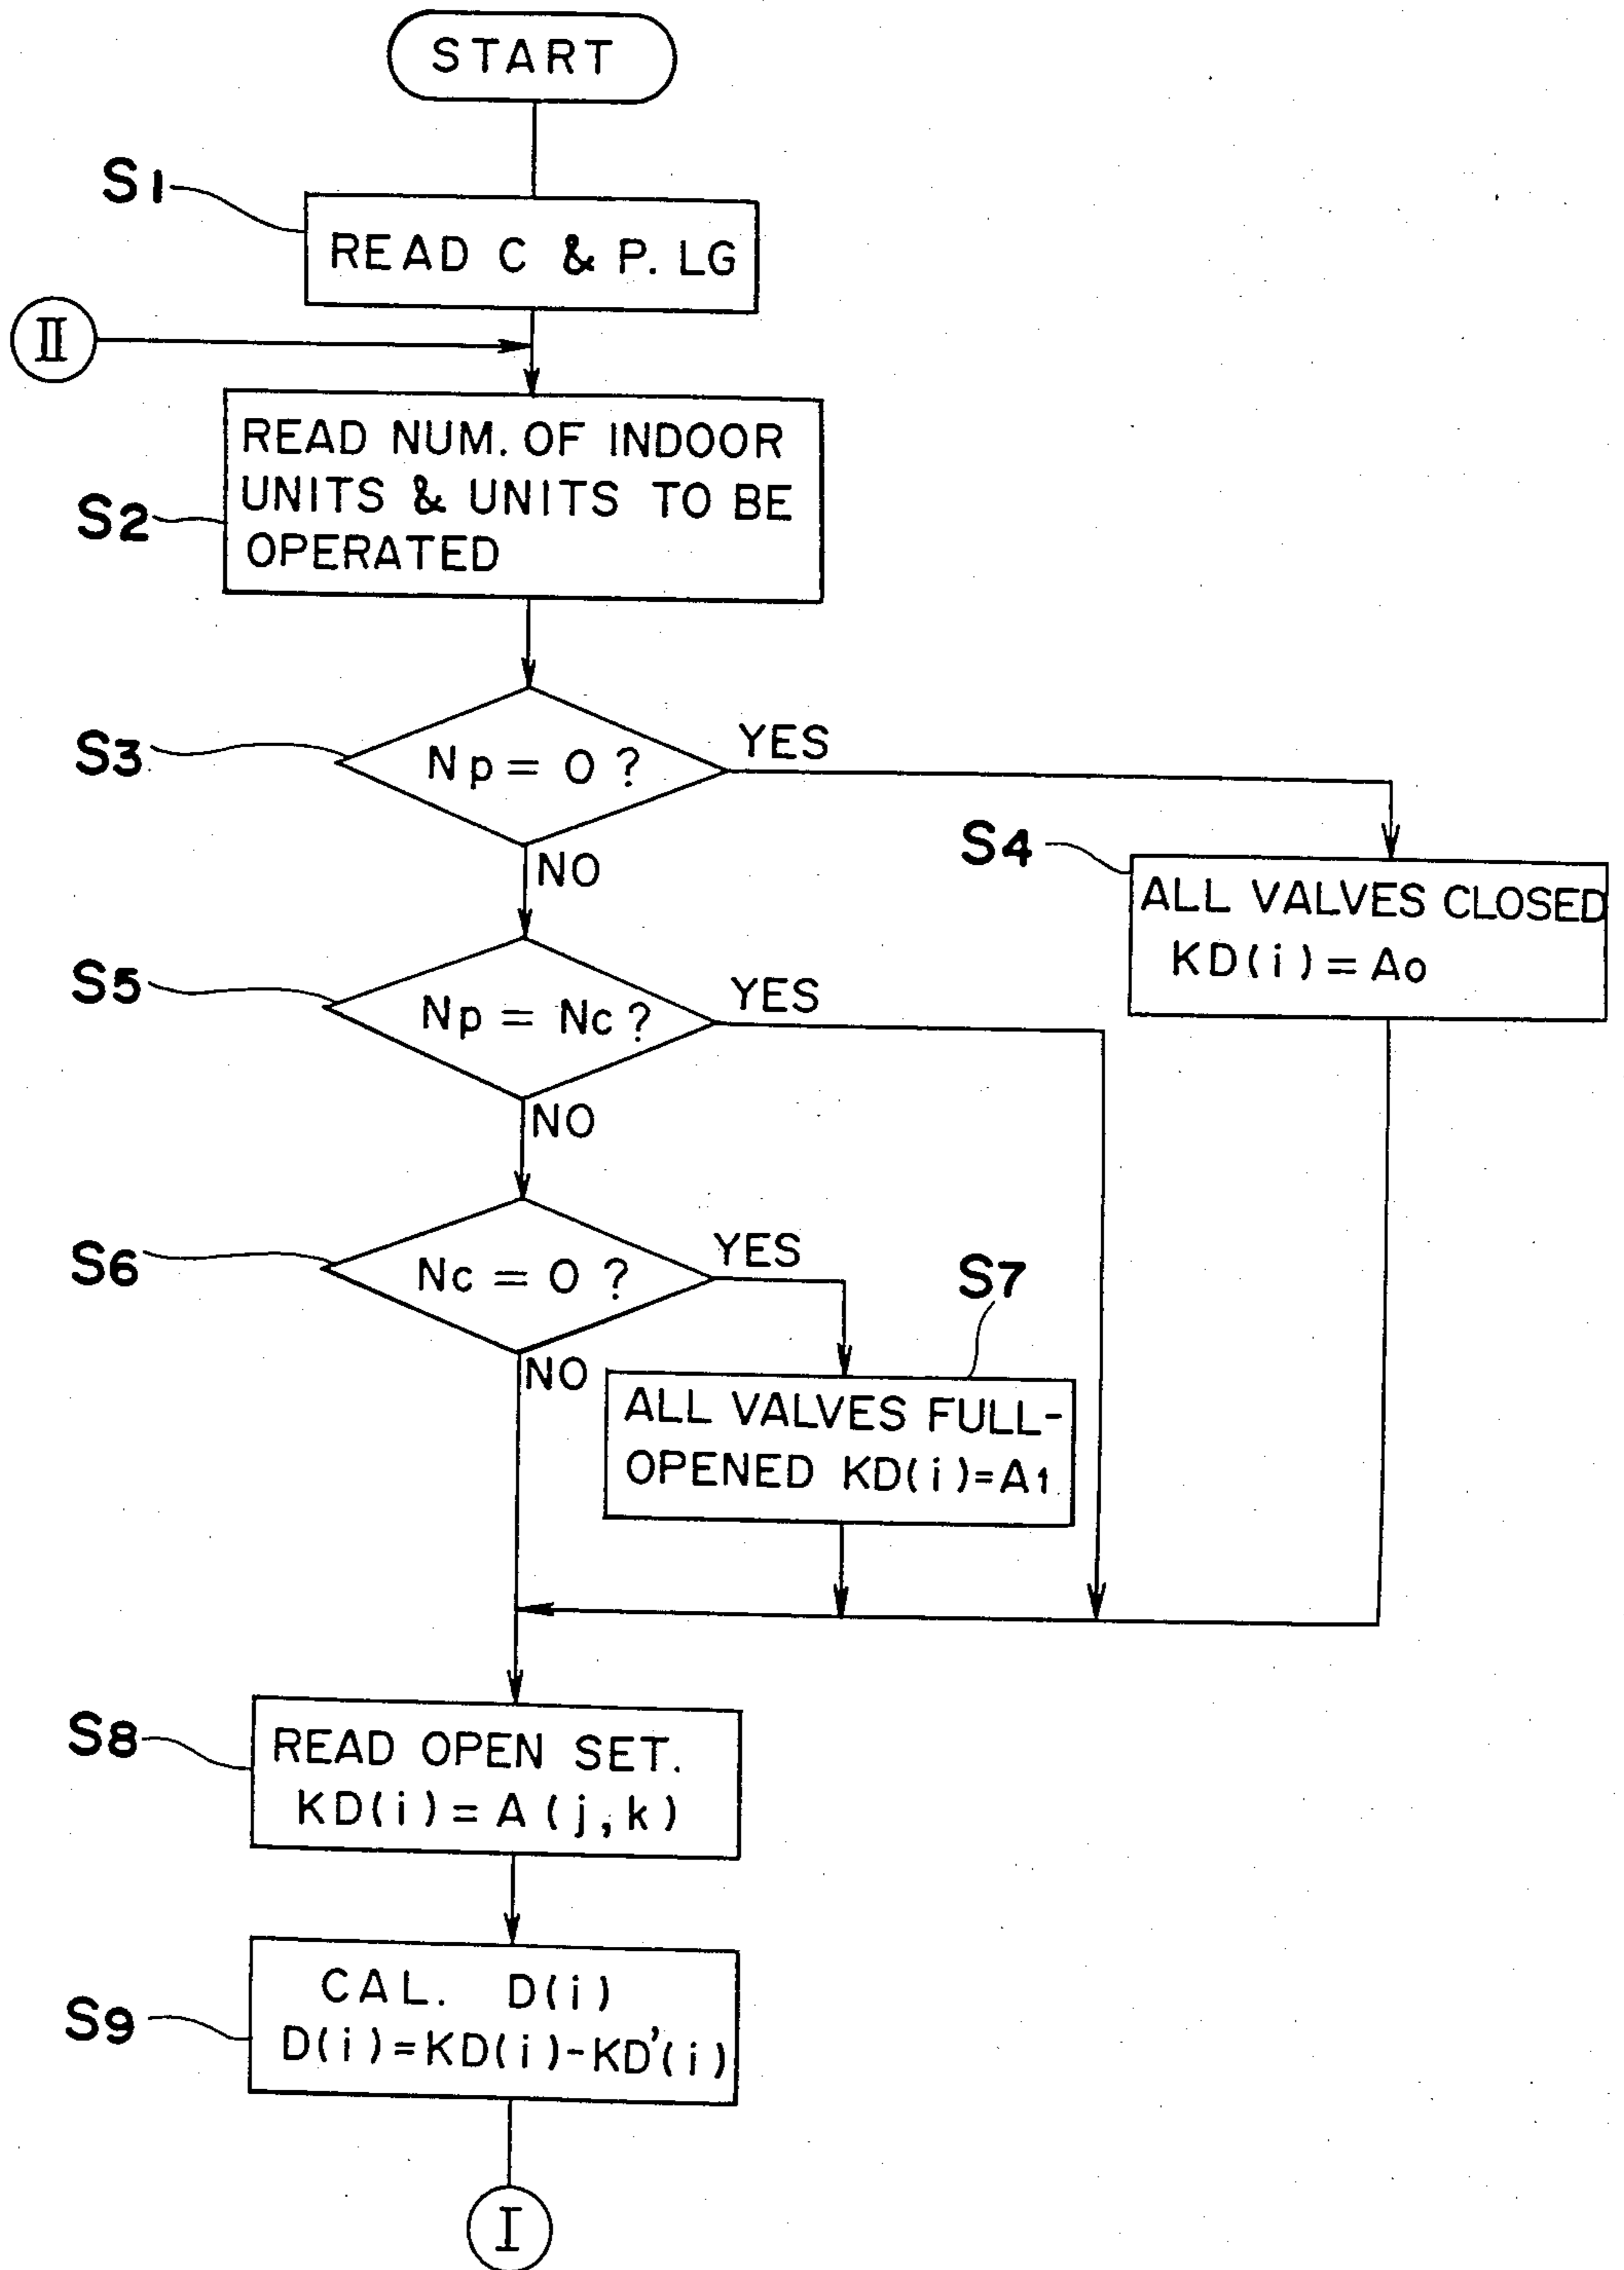 START
S1
READ C & P. LG
II
S2
READ NUM. OF INDOOR
UNITS & UNITS TO BE
OPERATED
S3
Np = 0 ?
YES
NO
S4
ALL VALVES CLOSED
KD(i) = A0
S5
Np = Nc ?
YES
NO
S6
Nc = 0 ?
YES
NO
S7
ALL VALVES FULL-
OPENED KD(i)=A1
S8
READ OPEN SET.
KD(i) = A (j, k)
S9
CAL. D(i)
D(i)=KD(i)-KD'(i)
I